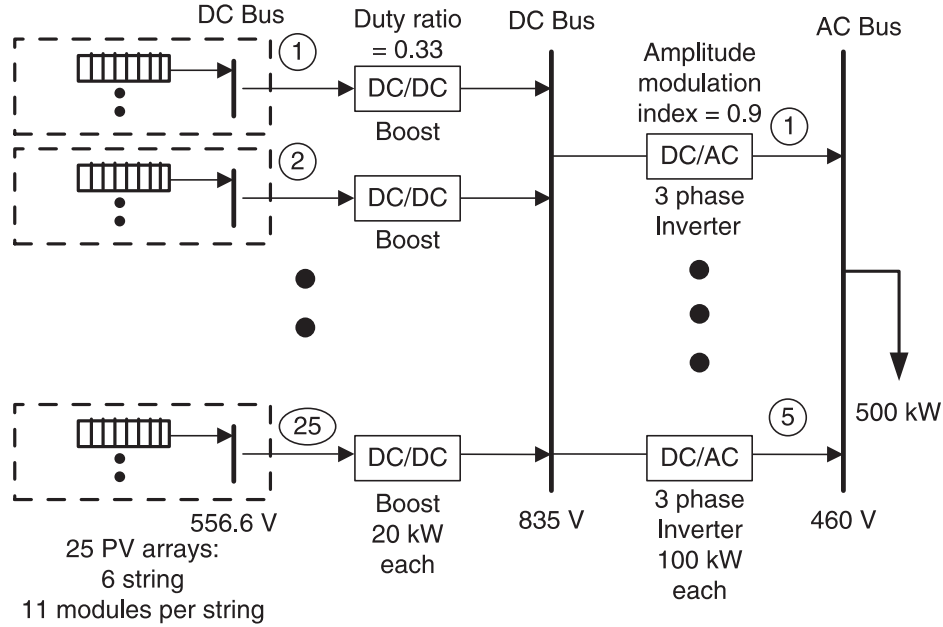 DC Bus
Duty ratio
= 0.33
DC Bus
AC Bus
1
DC/DC
Boost
Amplitude
modulation
index = 0.9
1
DC/AC
3 phase
Inverter
2
DC/DC
Boost
500 kW
25
DC/DC
Boost
20 kW
each
5
DC/AC
3 phase
Inverter
100 kW
each
556.6 V
835 V
460 V
25 PV arrays:
6 string
11 modules per string